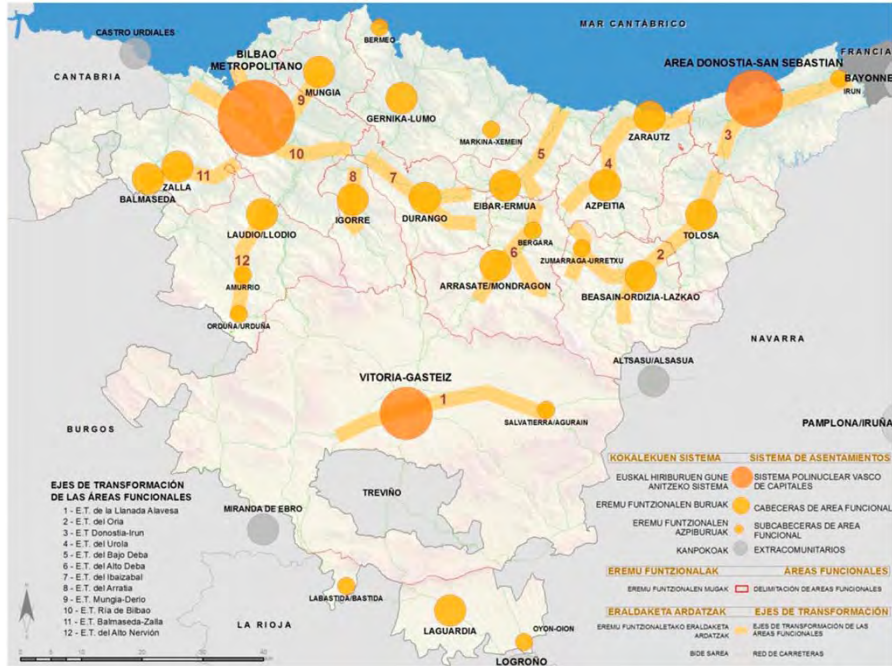 MAR CANTÁBRICO
CASTRO URDIALES
BERMEO
FRANCIA
BILBAO
METROPOLITANO
AREA DONOSTIA-SAN SEBASTIAN
CANTABRIA
MUNGIA
BAYONNE
IRUN
9
GERNIKA-LUMO
ZARAUTZ
MARKINA-XEMEIN
3
10
5
4
11
8
7
ZALLA
BALMASEDA
IGORRE
DURANGO
EIBAR-ERMUA
AZPEITIA
LAUDIO/LLODIO
BERGARA
TOLOSA
6
ZUMARRAGA-URRETXU
2
12
ARRASATE/MONDRAGON
AMURRIO
BEASAIN-ORDIZIA-LAZKAO
ORDUÑA/URDUÑA
NAVARRA
ALTSASU/ALSASUA
VITORIA-GASTEIZ
1
SALVATIERRA/AGURAIN
BURGOS
PAMPLONA/IRUÑA
EJES DE TRANSFORMACIÓN
DE LAS ÁREAS FUNCIONALES
1 - E.T. de la Llanada Alavesa
2 - E.T. del Oria
3 - E.T Donostia-Irun
4 - E.T. del Urola
5 - E.T. del Bajo Deba
6 - E.T. del Alto Deba
7 - E.T. del Ibaizabal
8 - E.T. del Arratia
9 - E.T. Mungia-Derio
10 - E.T. Ría de Bilbao
11 - E.T. Balmaseda-Zalla
12 - E.T. del Alto Nervión
TREVIÑO
MIRANDA DE EBRO
LABASTIDA/BASTIDA
LA RIOJA
LAGUARDIA
OYON-OION
LOGROÑO
KOKALEKUEN SISTEMA SISTEMA DE ASENTAMIENTOS
EUSKAL HIRIBURUEN GUNE
ANITZEKO SISTEMA
SISTEMA POLINUCLEAR VASCO
DE CAPITALES
EREMU FUNTZIONALEN BURUAK CABECERAS DE AREA FUNCIONAL
EREMU FUNTZIONALEN
AZPIBURUAK
SUBCABECERAS DE AREA
FUNCIONAL
KANPOKOAK EXTRACOMUNITARIOS
EREMU FUNTZIONALAK ÁREAS FUNCIONALES
EREMU FUNTZIONALEN MUGAK DELIMITACIÓN DE ÁREAS FUNCIONALES
ERALDAKETA ARDATZAK EJES DE TRANSFORMACIÓN
EREMU FUNTZIONALETAKO ERALDAKETA
ARDATZAK
EJES DE TRANSFORMACIÓN DE LAS
ÁREAS FUNCIONALES
BIDE SAREA RED DE CARRETERAS
0 10 20 30 40